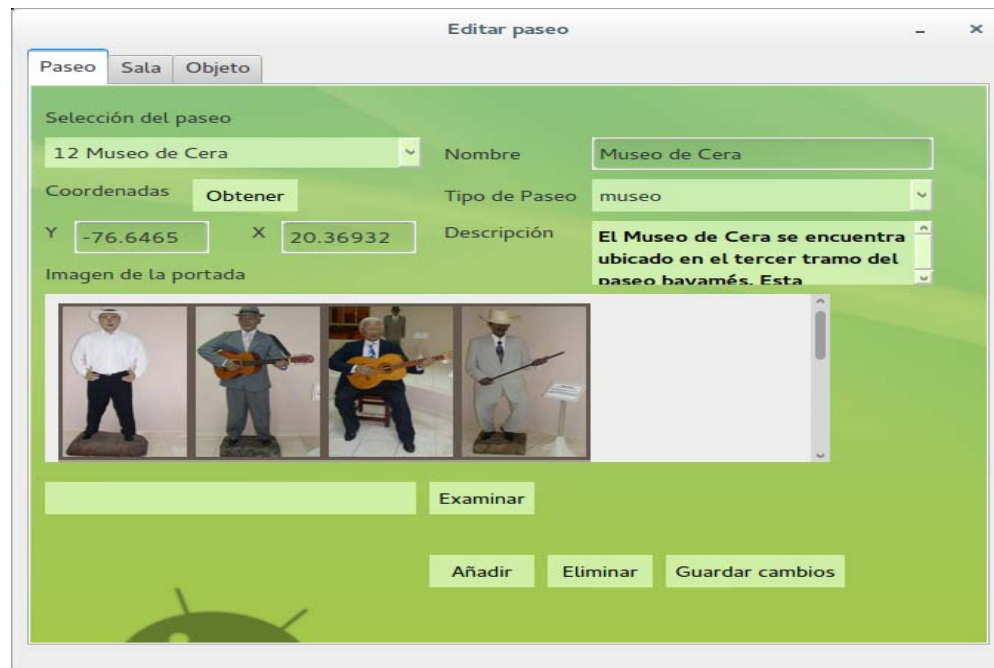 Editar paseo
Paseo Sala Objeto
Selección del paseo
12 Museo de Cera
Nombre Museo de Cera
Coordenadas Obtener
Tipo de Paseo museo
Y -76.6465 X 20.36932
Descripción El Museo de Cera se encuentra
ubicado en el tercer tramo del
paseo bayamés. Esta
Imagen de la portada
Examinar
Añadir Eliminar Guardar cambios